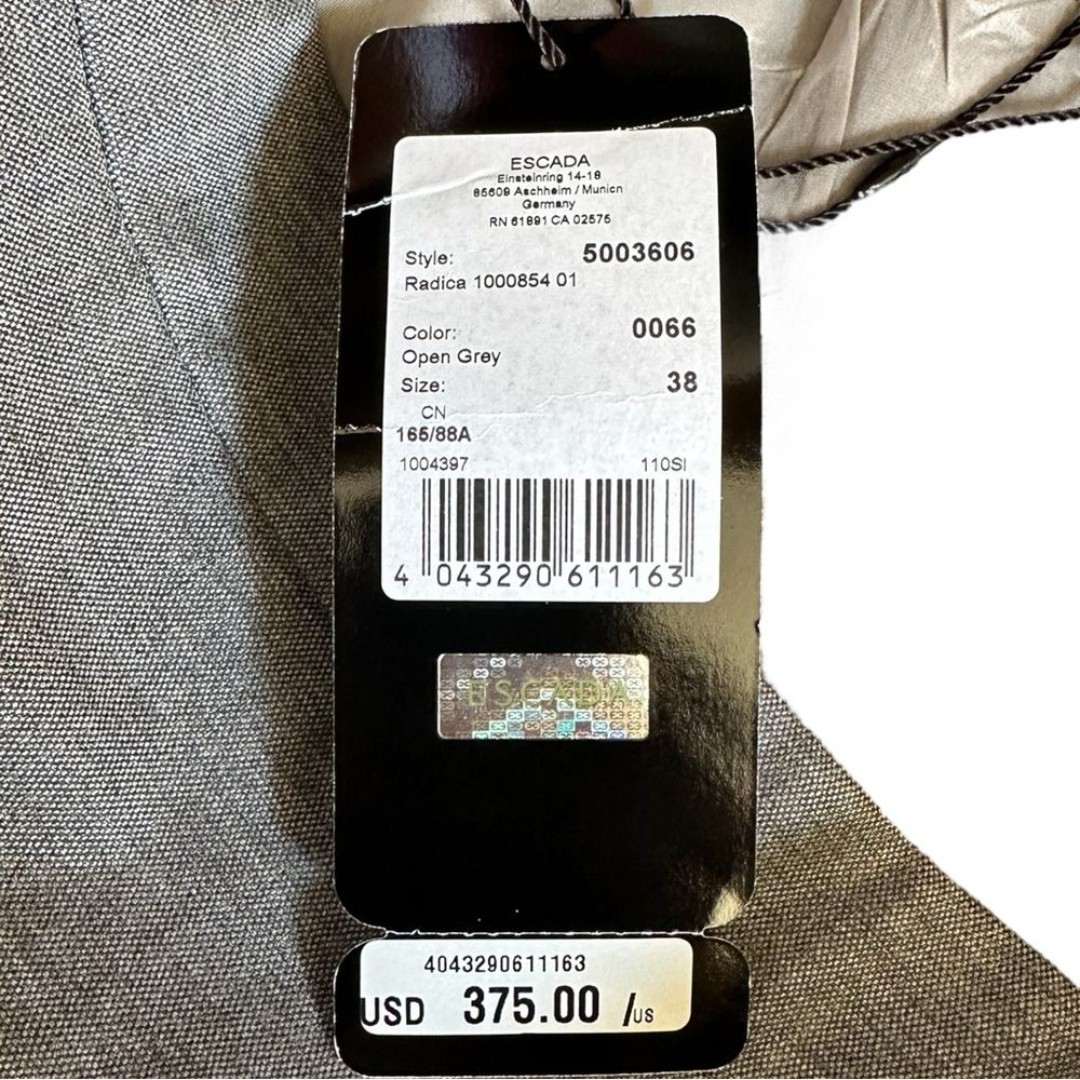 ESCADA
Einsteinring 14-18
85609 Aschheim / Munich
Germany
RN 61891 CA 02575
Style: 5003606
Radica 1000854 01
Color: 0066
Open Grey
Size: 38
CN
165/88A
1004397 110SI
4 043290 611163
ESCADA
4043290611163
USD 375.00 /US